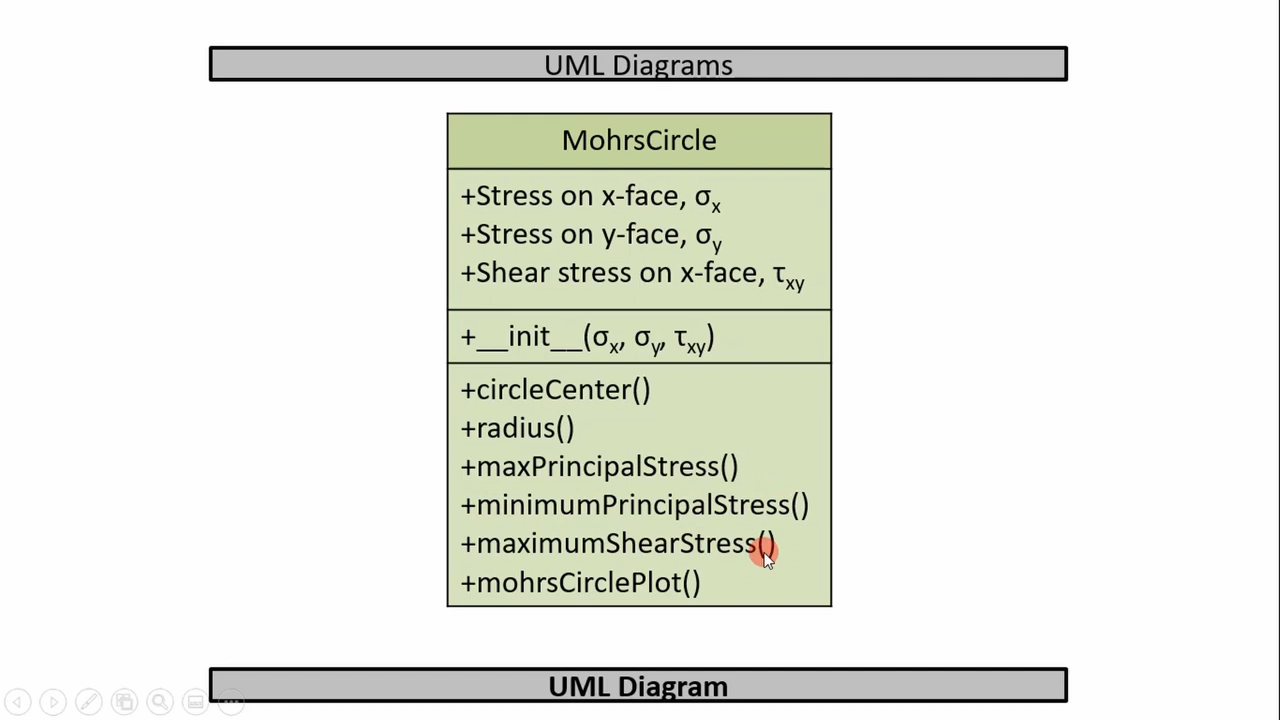 UML Diagrams
MohrsCircle
+Stress on x-face, σx
+Stress on y-face, σy
+Shear stress on x-face, τxy
+__init__(σx, σy, τxy)
+circleCenter()
+radius()
+maxPrincipalStress()
+minimumPrincipalStress()
+maximumShearStress()
+mohrsCirclePlot()
UML Diagram